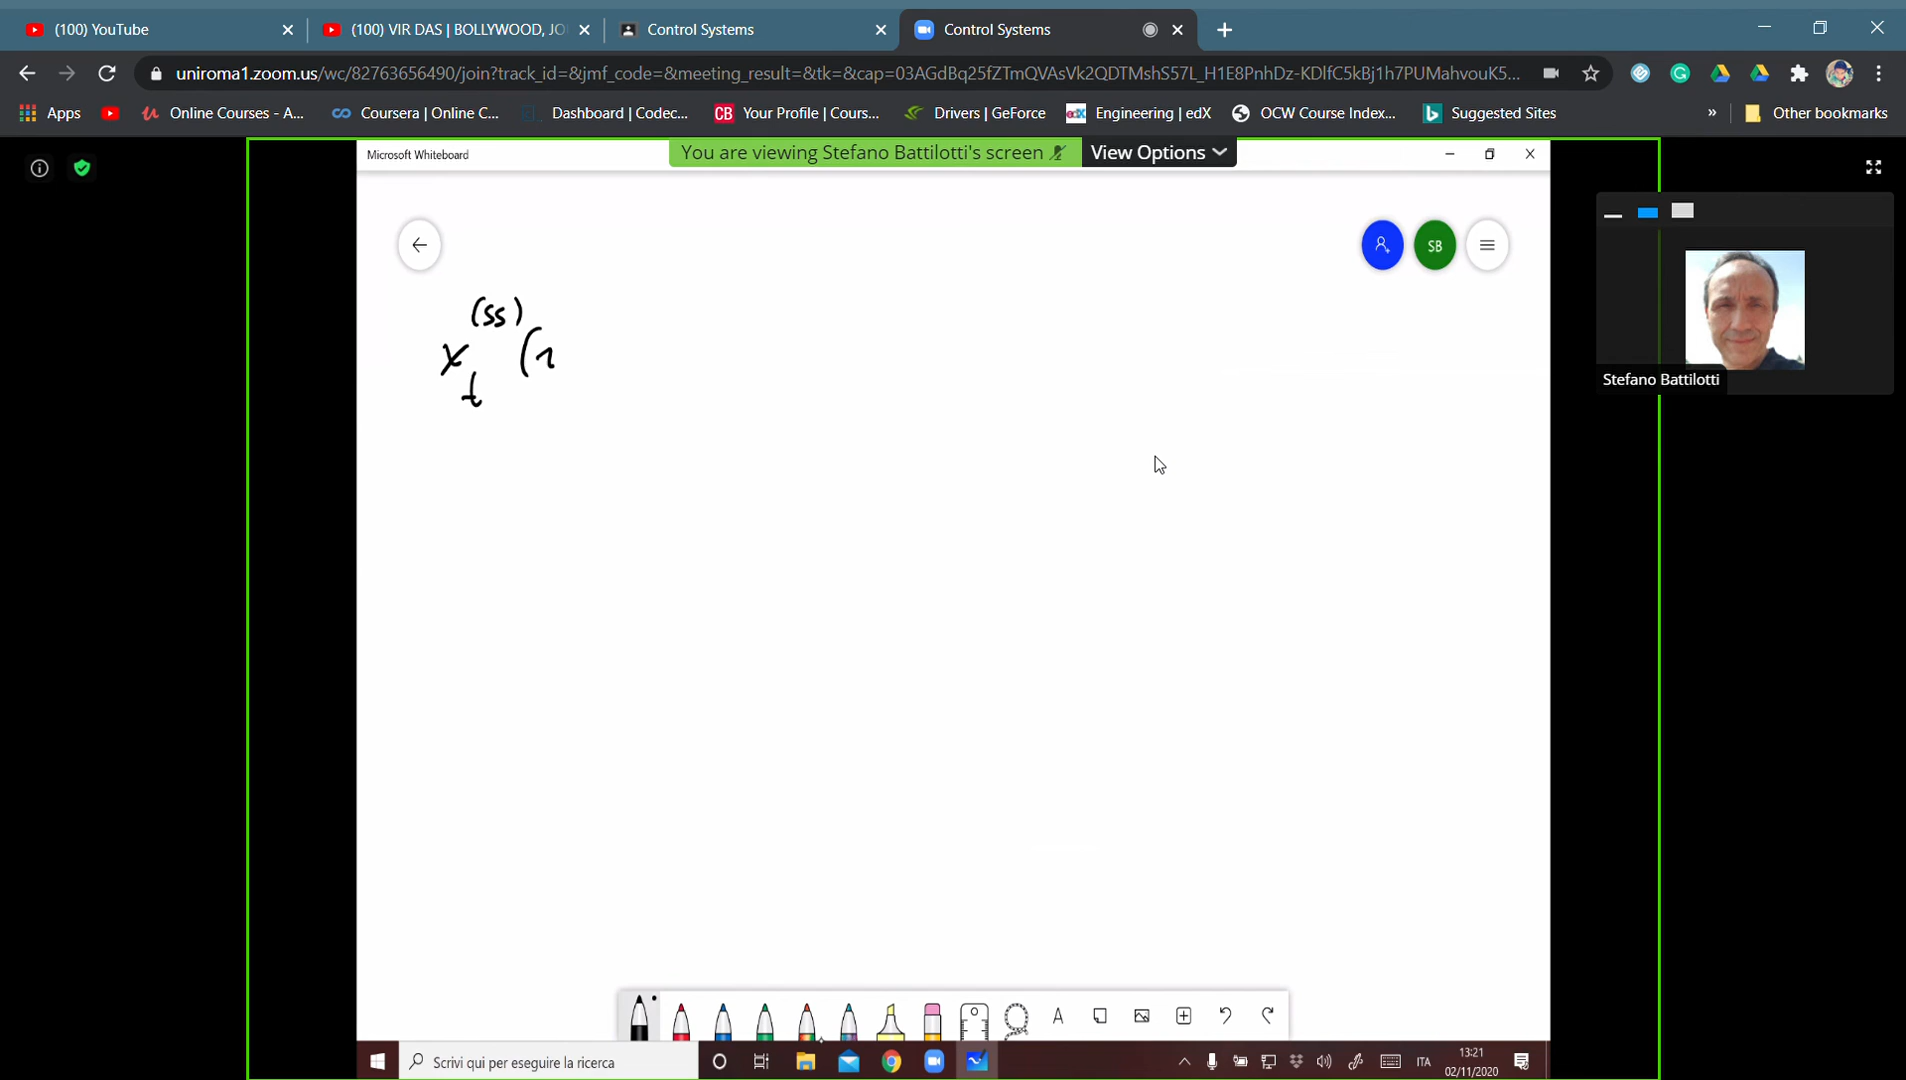 (100) YouTube
(100) VIR DAS | BOLLYWOOD, JO
Control Systems
Control Systems
uniroma1.zoom.us/wc/82763656490/join?track_id=&jmf_code=&meeting_result=&tk=&cap=03AGdBq25fZTmQVAsVk2QDTMshS57L_H1E8PnhDz-KDlfC5kBj1h7PUMahvouK5...
Apps
Online Courses - A...
Coursera | Online C...
Dashboard | Codec...
CB Your Profile | Cours...
Drivers | GeForce
edX Engineering | edX
OCW Course Index...
Suggested Sites
»
Other bookmarks
Microsoft Whiteboard
You are viewing Stefano Battilotti's screen
View Options
SB
(ss)
x (1
t
Stefano Battilotti
A
Scrivi qui per eseguire la ricerca
ITA
13:21
02/11/2020